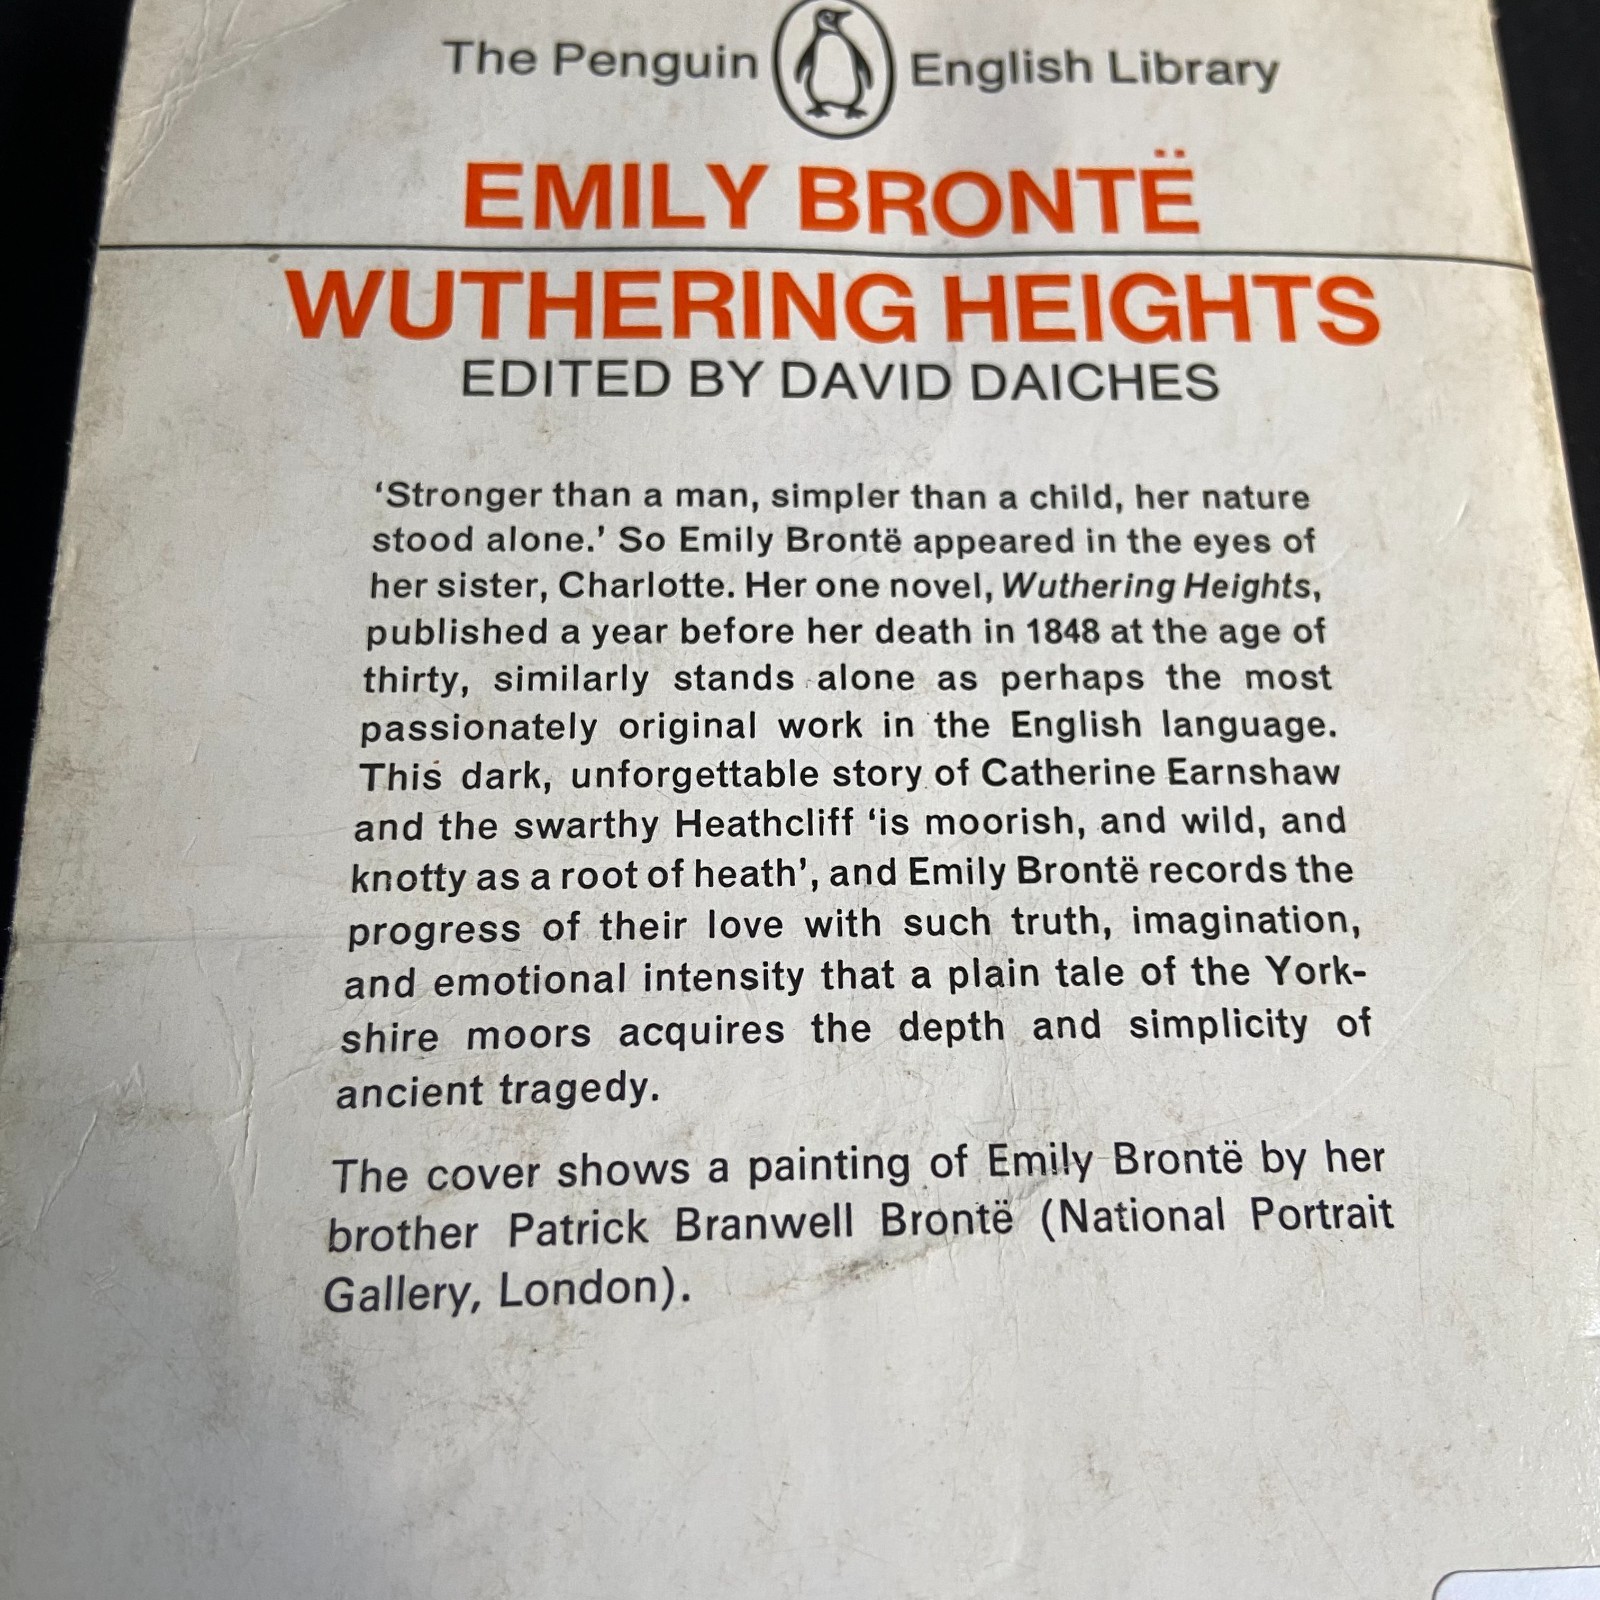 The Penguin English Library
EMILY BRONTË
WUTHERING HEIGHTS
EDITED BY DAVID DAICHES
‘Stronger than a man, simpler than a child, her nature
stood alone.’ So Emily Brontë appeared in the eyes of
her sister, Charlotte. Her one novel, Wuthering Heights,
published a year before her death in 1848 at the age of
thirty, similarly stands alone as perhaps the most
passionately original work in the English language.
This dark, unforgettable story of Catherine Earnshaw
and the swarthy Heathcliff ‘is moorish, and wild, and
knotty as a root of heath’, and Emily Brontë records the
progress of their love with such truth, imagination,
and emotional intensity that a plain tale of the York-
shire moors acquires the depth and simplicity of
ancient tragedy.
The cover shows a painting of Emily Brontë by her
brother Patrick Branwell Brontë (National Portrait
Gallery, London).